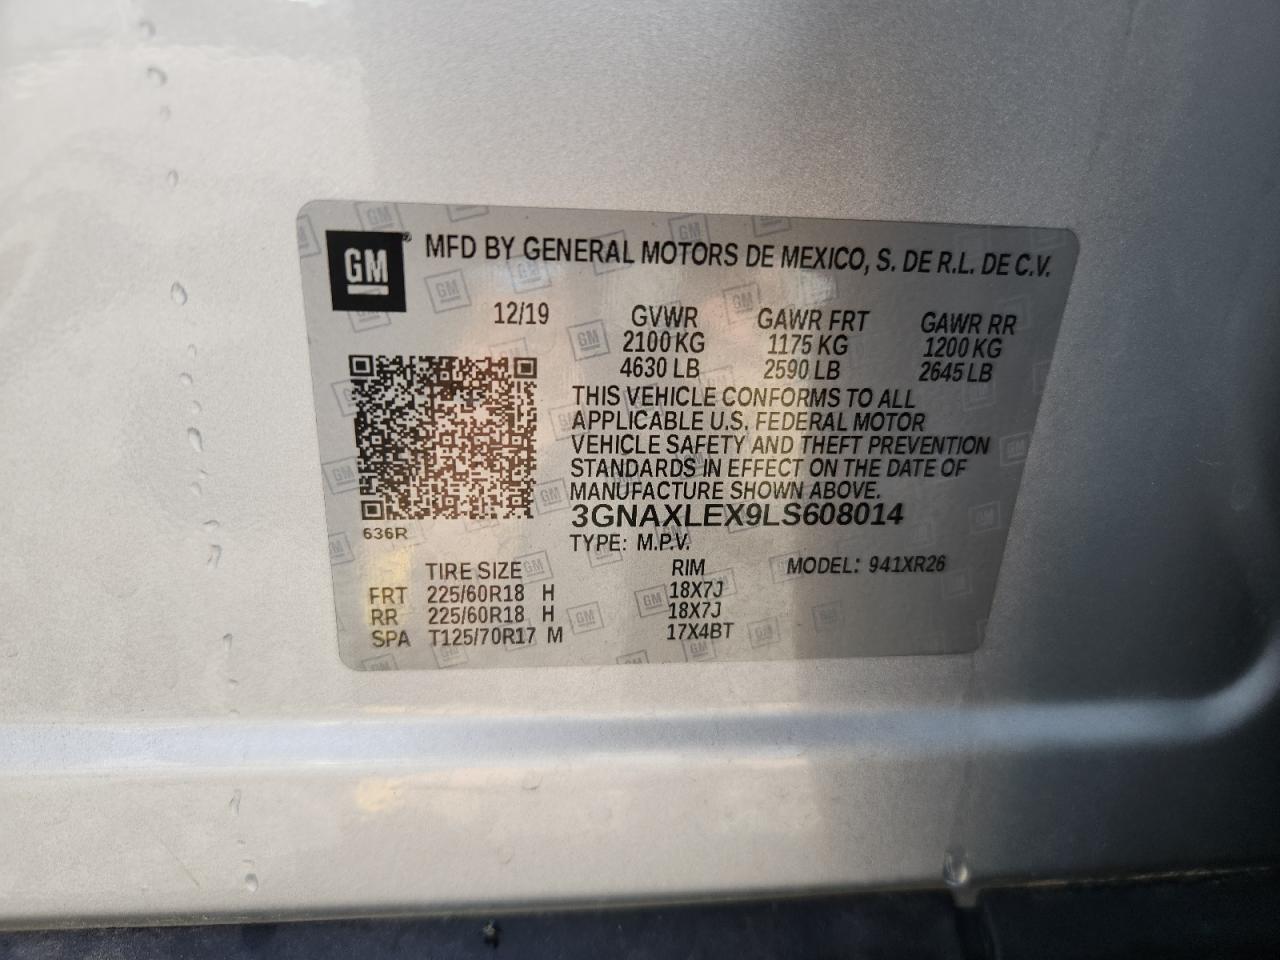 GM
MFD BY GENERAL MOTORS DE MEXICO, S. DE R.L. DE C.V.
12/19 GVWR GAWR FRT GAWR RR
2100 KG 1175 KG 1200 KG
4630 LB 2590 LB 2645 LB
THIS VEHICLE CONFORMS TO ALL
APPLICABLE U.S. FEDERAL MOTOR
VEHICLE SAFETY AND THEFT PREVENTION
STANDARDS IN EFFECT ON THE DATE OF
MANUFACTURE SHOWN ABOVE.
3GNAXLEX9LS608014
636R
TYPE: M.P.V.
TIRE SIZE RIM MODEL: 941XR26
FRT 225/60R18 H 18X7J
RR 225/60R18 H 18X7J
SPA T125/70R17 M 17X4BT